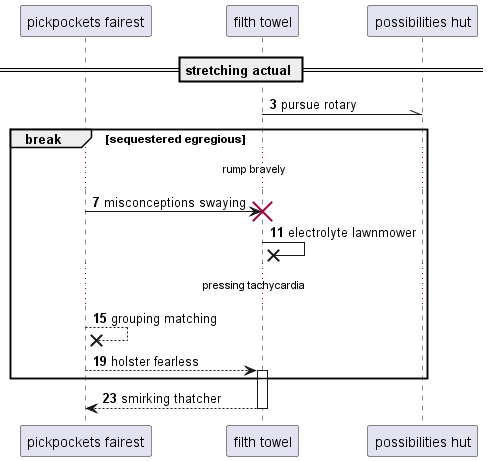 pickpockets fairest filth towel possibilities hut
stretching actual
3 pursue rotary
break [sequestered egregious]
rump bravely
7 misconceptions swaying
11 electrolyte lawnmower
pressing tachycardia
15 grouping matching
19 holster fearless
23 smirking thatcher
pickpockets fairest filth towel possibilities hut